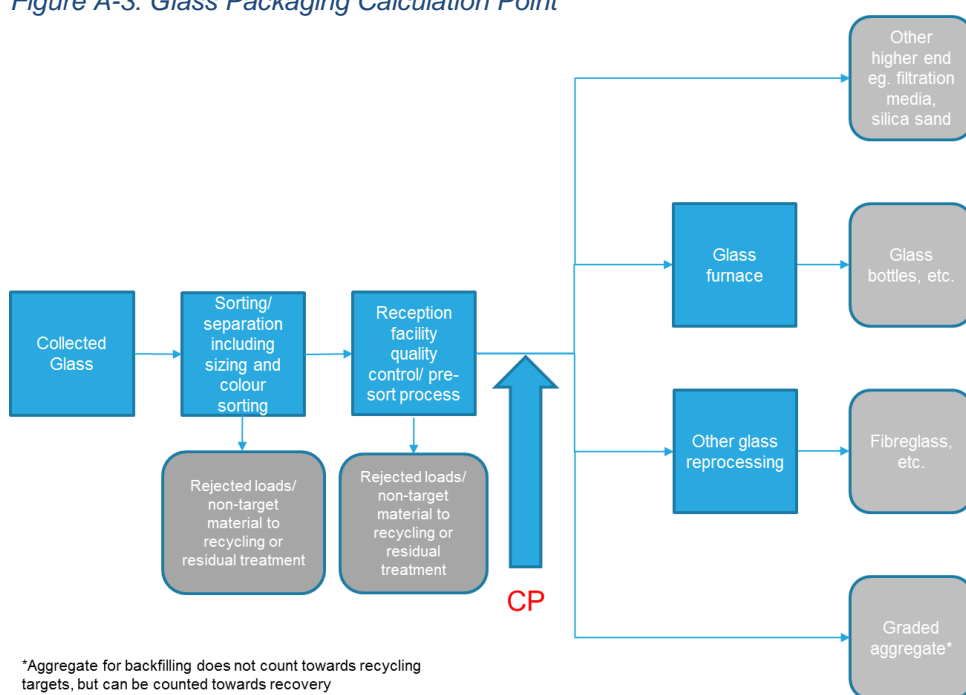 Figure A-3: Glass Packaging Calculation Point
Other
higher end
eg. filtration
media,
silica sand
Glass
furnace
Glass
bottles, etc.
Collected
Glass
Sorting/
separation
including
sizing and
colour
sorting
Reception
facility
quality
control/ pre-
sort process
Other glass
reprocessing
Fibreglass,
etc.
Rejected loads/
non-target
material to
recycling or
residual treatment
Rejected loads/
non-target
material to
recycling or
residual
treatment
CP
Graded
aggregate*
*Aggregate for backfilling does not count towards recycling
targets, but can be counted towards recovery